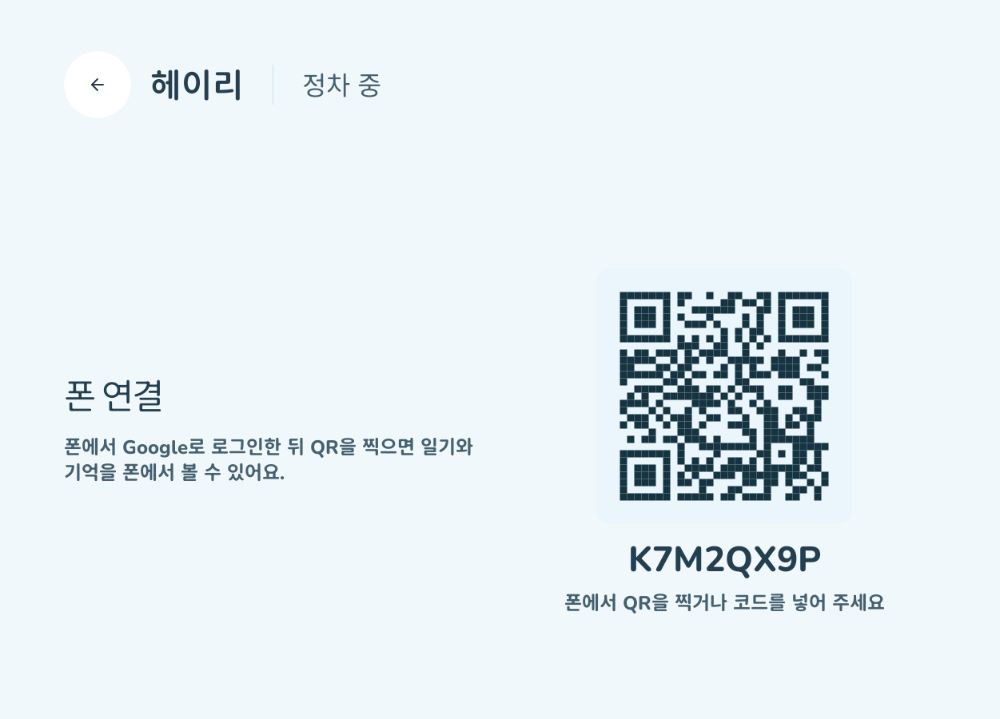 헤이리
정차 중
폰 연결
폰에서 Google로 로그인한 뒤 QR을 찍으면 일기와
기억을 폰에서 볼 수 있어요.
K7M2QX9P
폰에서 QR을 찍거나 코드를 넣어 주세요